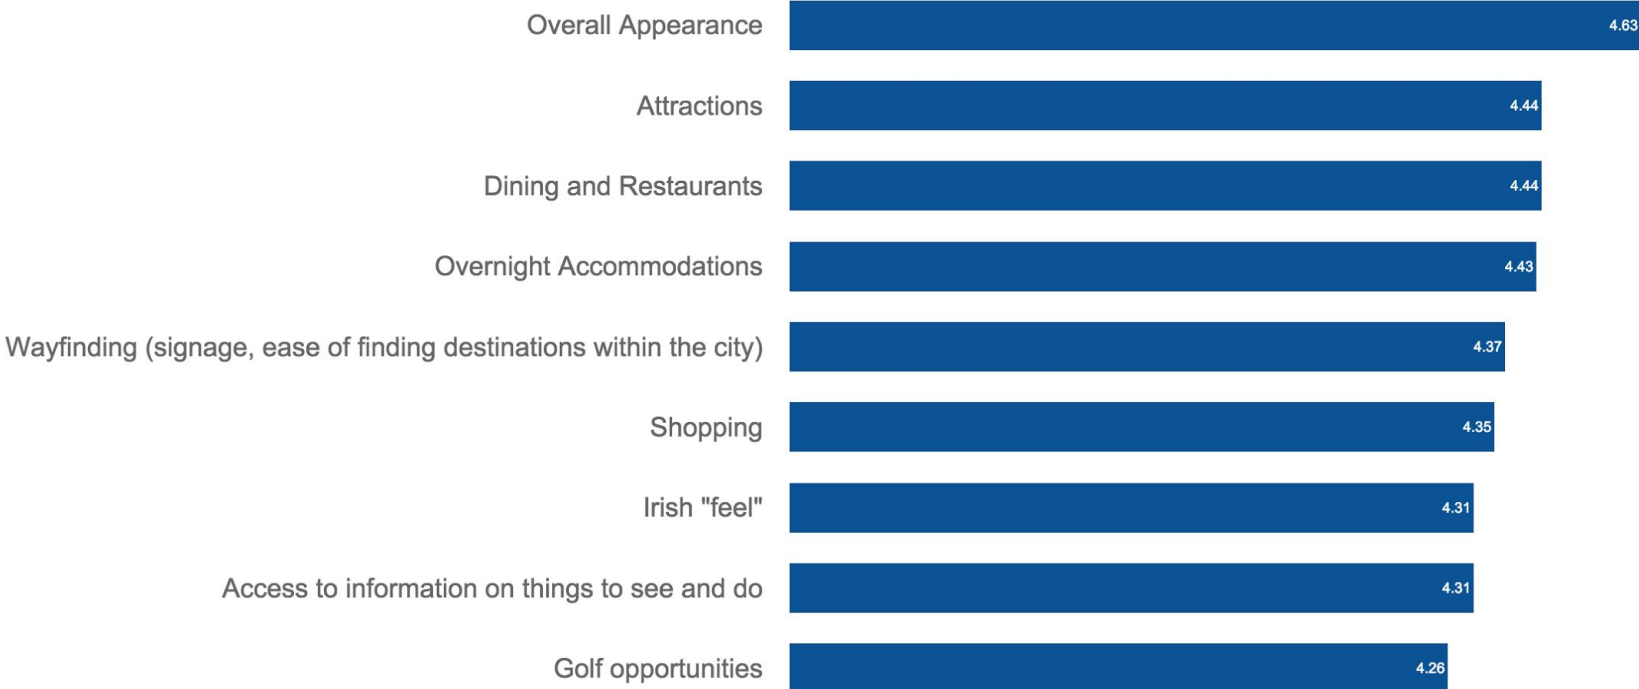 Overall Appearance 4.63
Attractions 4.44
Dining and Restaurants 4.44
Overnight Accommodations 4.43
Wayfinding (signage, ease of finding destinations within the city) 4.37
Shopping 4.35
Irish "feel" 4.31
Access to information on things to see and do 4.31
Golf opportunities 4.26